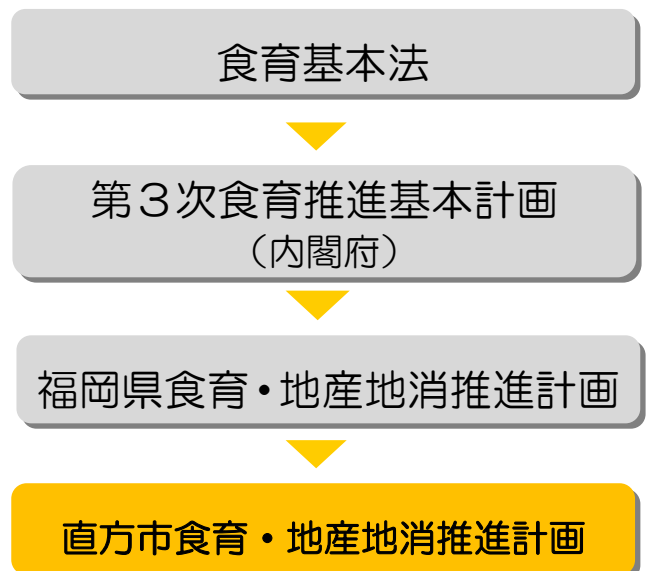 食育基本法
第３次食育推進基本計画
（内閣府）
福岡県食育・地産地消推進計画
直方市食育・地産地消推進計画